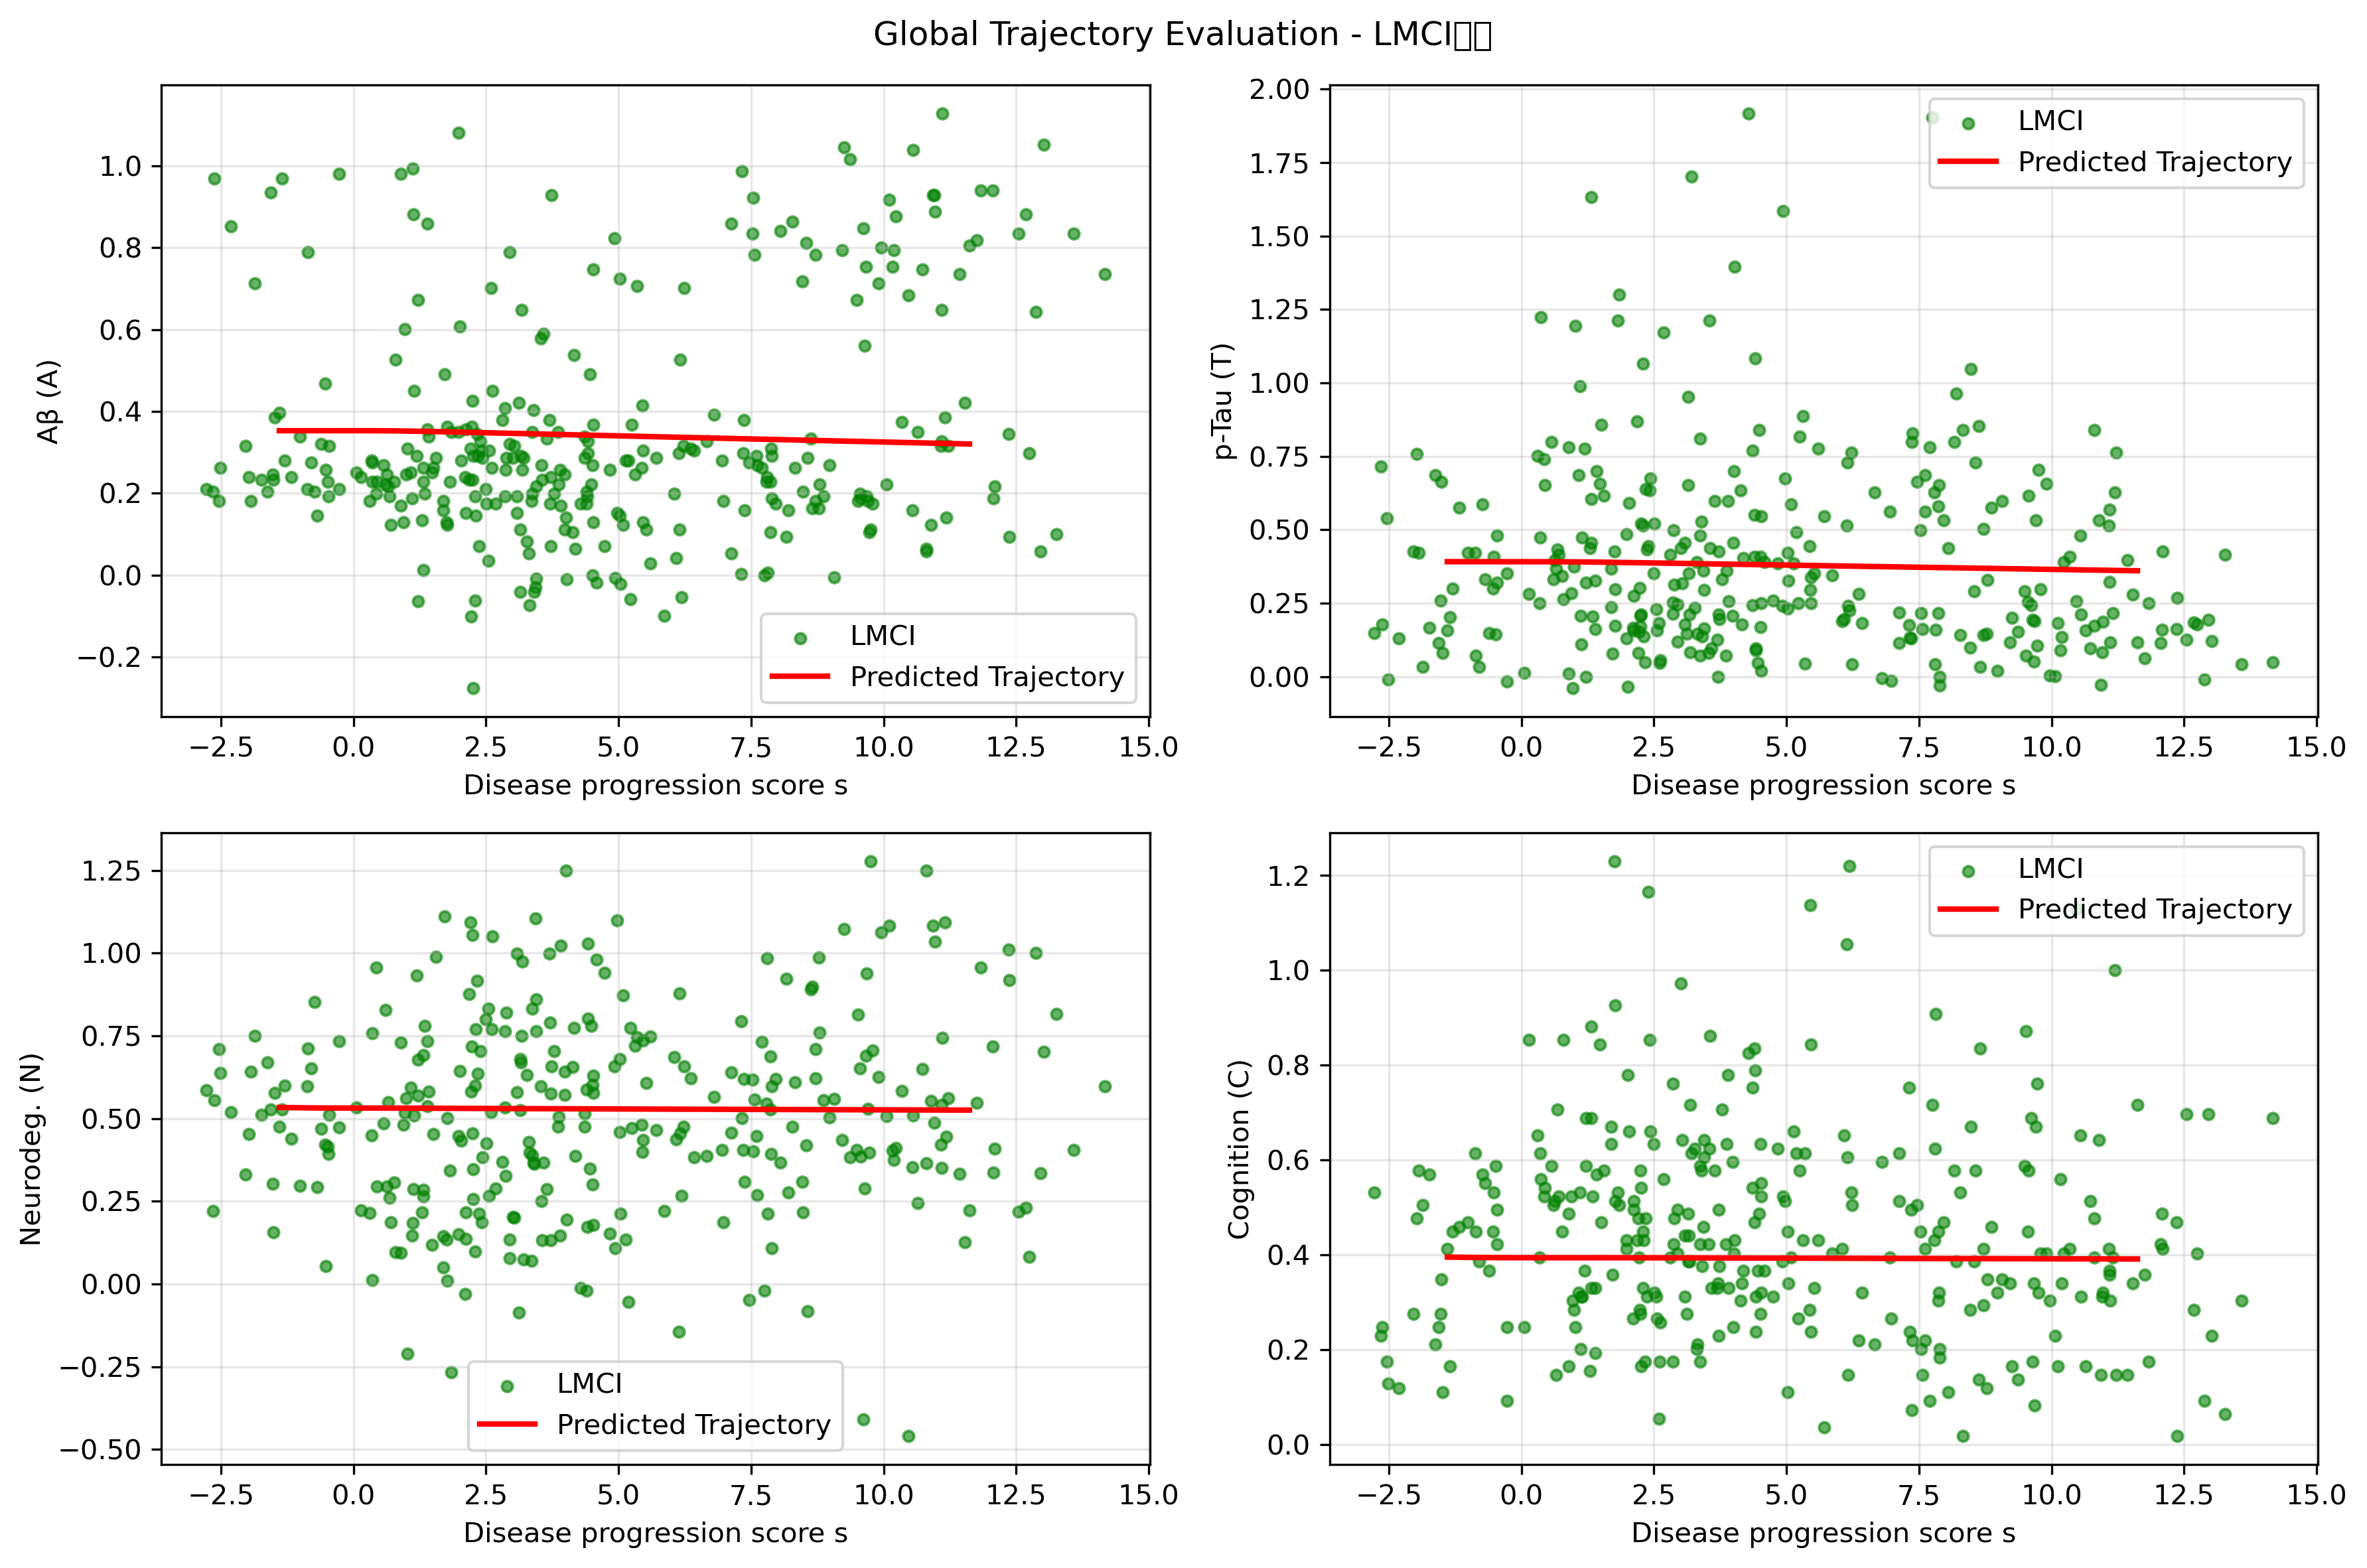 Global Trajectory Evaluation - LMCI
Aβ (A)
1.0
0.8
0.6
0.4
0.2
0.0
−0.2
LMCI
Predicted Trajectory
−2.5 0.0 2.5 5.0 7.5 10.0 12.5 15.0
Disease progression score s
p-Tau (T)
2.00
1.75
1.50
1.25
1.00
0.75
0.50
0.25
0.00
LMCI
Predicted Trajectory
−2.5 0.0 2.5 5.0 7.5 10.0 12.5 15.0
Disease progression score s
Neurodeg. (N)
1.25
1.00
0.75
0.50
0.25
0.00
−0.25
−0.50
LMCI
Predicted Trajectory
−2.5 0.0 2.5 5.0 7.5 10.0 12.5 15.0
Disease progression score s
Cognition (C)
1.2
1.0
0.8
0.6
0.4
0.2
0.0
LMCI
Predicted Trajectory
−2.5 0.0 2.5 5.0 7.5 10.0 12.5 15.0
Disease progression score s